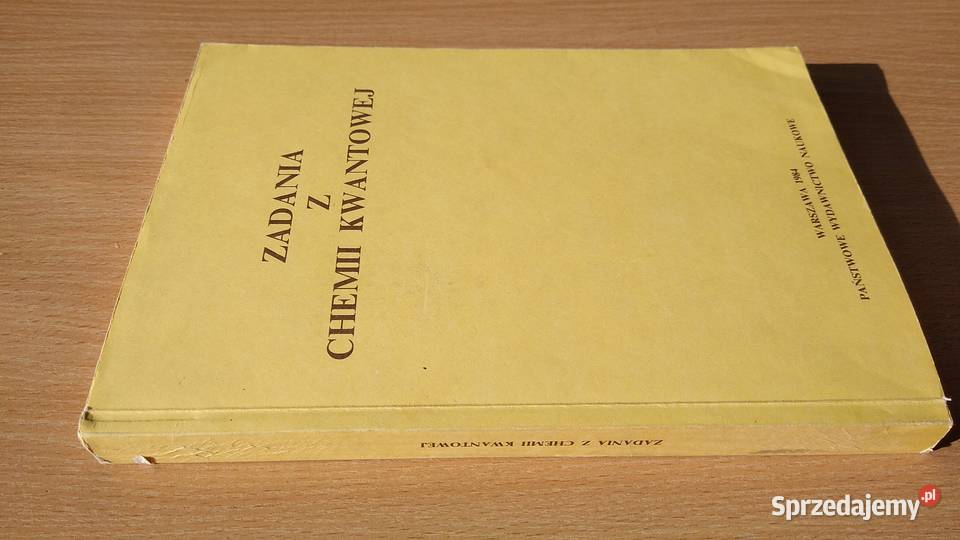 ZADANIA
Z
CHEMII KWANTOWEJ
WARSZAWA 1984
PAŃSTWOWE WYDAWNICTWO NAUKOWE
ZADANIA Z CHEMII KWANTOWEJ
Sprzedajemy.pl